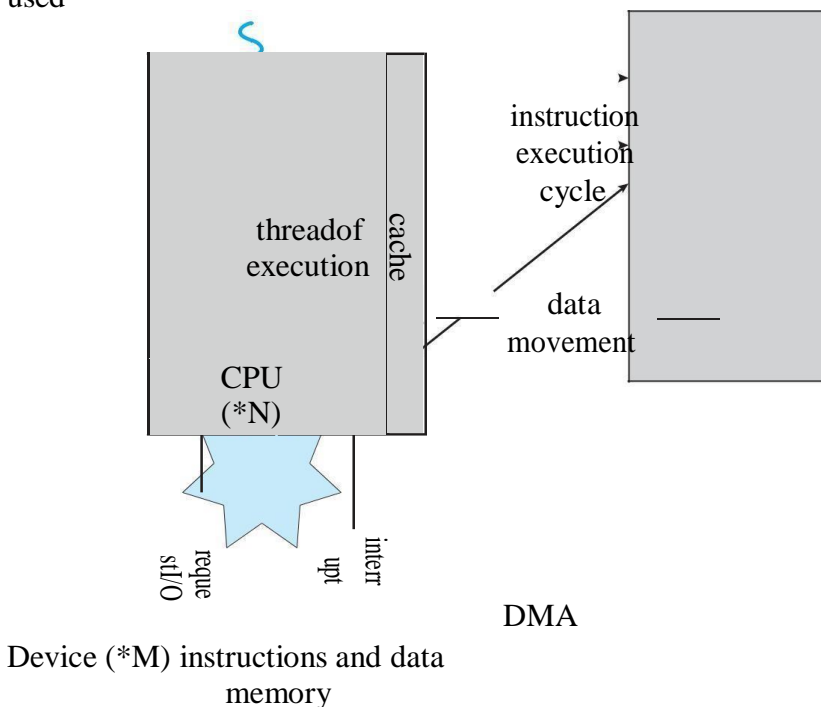 used
instruction
execution
cycle
threadof
execution
cache
data
movement
CPU
(*N)
reque
stI/O
interr
upt
DMA
Device (*M) instructions and data
memory